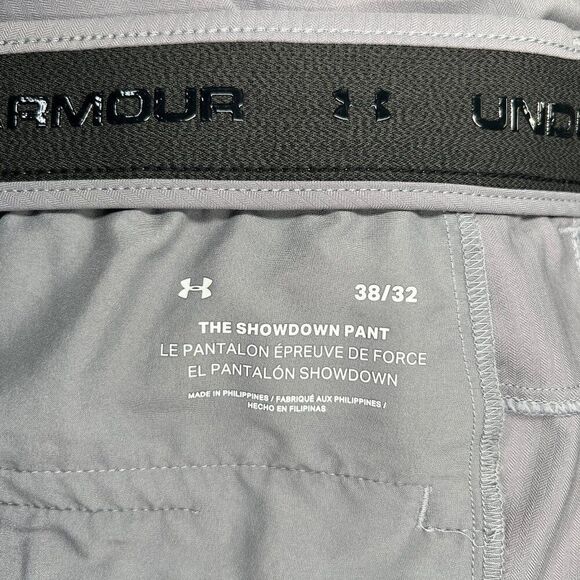 ARMOUR UND
38/32
THE SHOWDOWN PANT
LE PANTALON ÉPREUVE DE FORCE
EL PANTALÓN SHOWDOWN
MADE IN PHILIPPINES / FABRIQUÉ AUX PHILIPPINES /
HECHO EN FILIPINAS